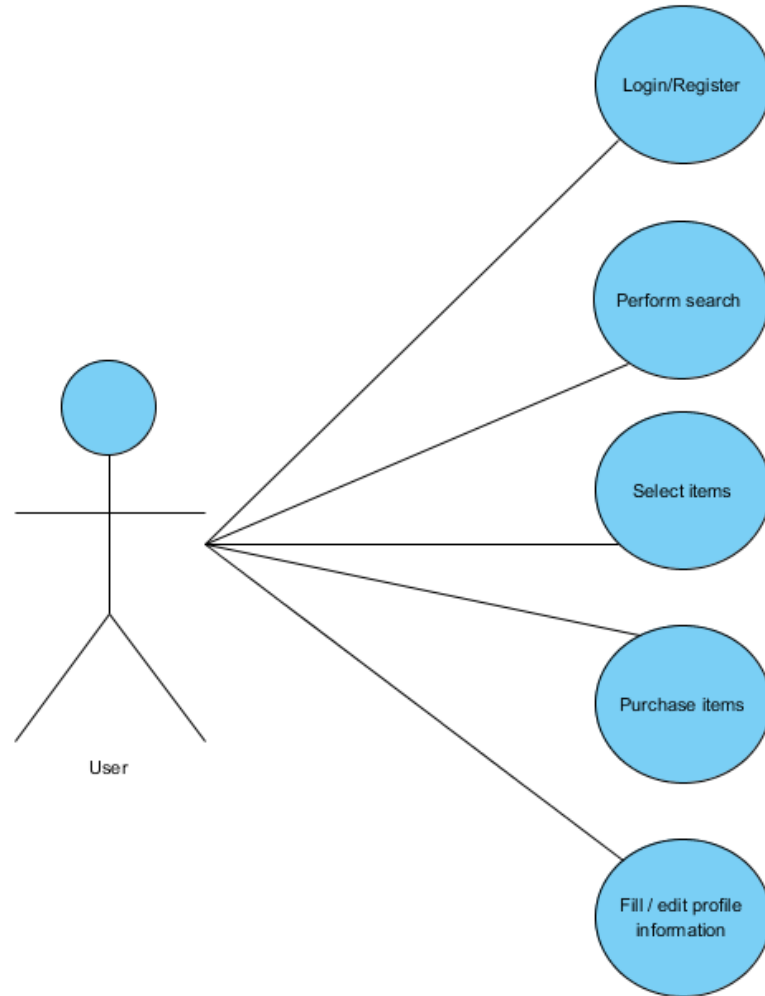 Login/Register
Perform search
Select items
Purchase items
User
Fill / edit profile
information